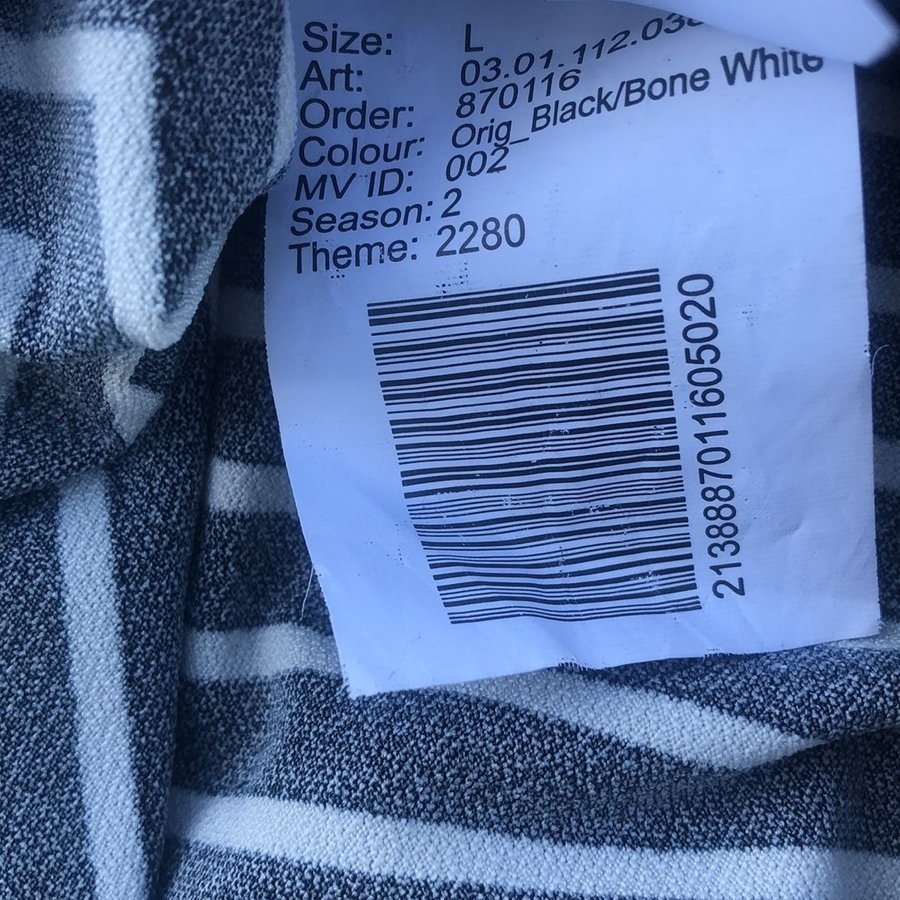 Size: L
Art: 03.01.112.038
Order: 870116
Colour: Orig_Black/Bone White
MV ID: 002
Season: 2
Theme: 2280
2138887011605020